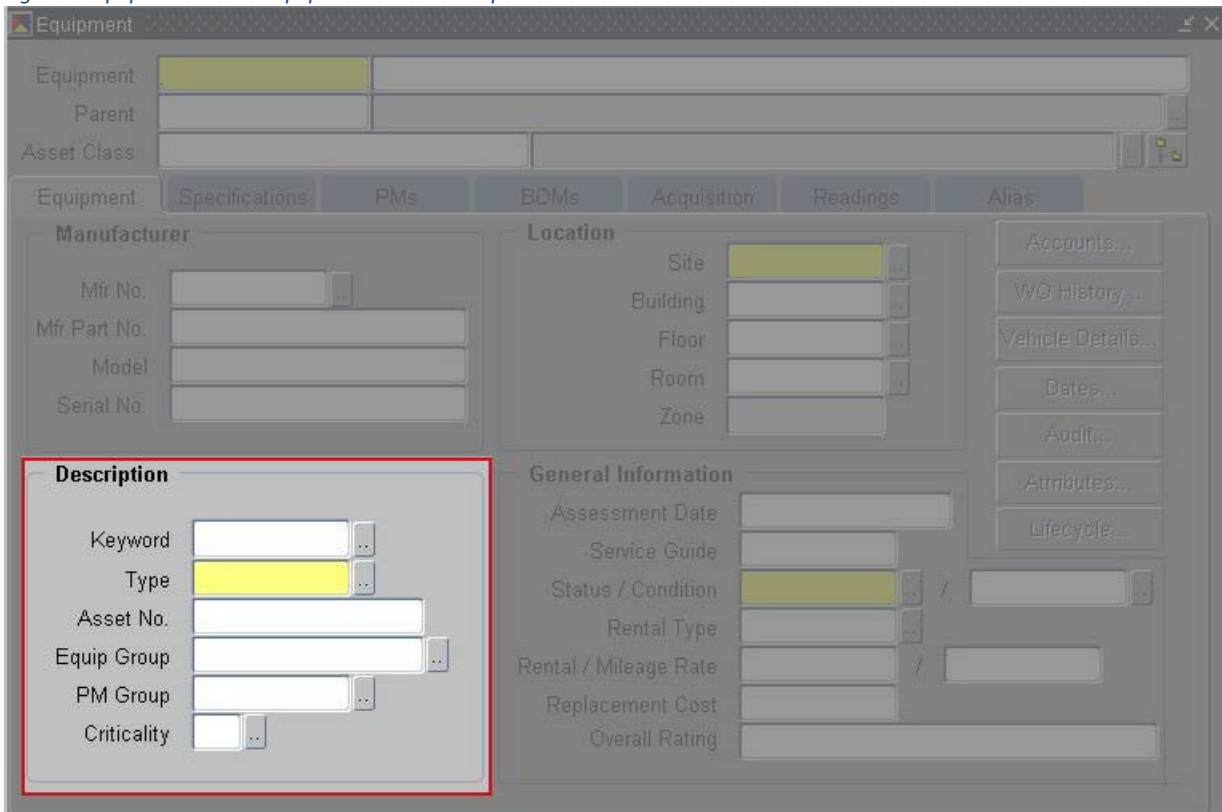 Equipment
Equipment
Parent
Asset Class
Equipment Specifications PMs BOMs Acquisition Readings Alias
Manufacturer
Mfr No.
Mfr Part No.
Model
Serial No.
Location
Site
Building
Floor
Room
Zone
Accounts...
WO History...
Vehicle Details...
Dates...
Audit...
Attributes...
Lifecycle...
Description
Keyword
Type
Asset No.
Equip Group
PM Group
Criticality
General Information
Assessment Date
Service Guide
Status / Condition /
Rental Type
Rental / Mileage Rate /
Replacement Cost
Overall Rating